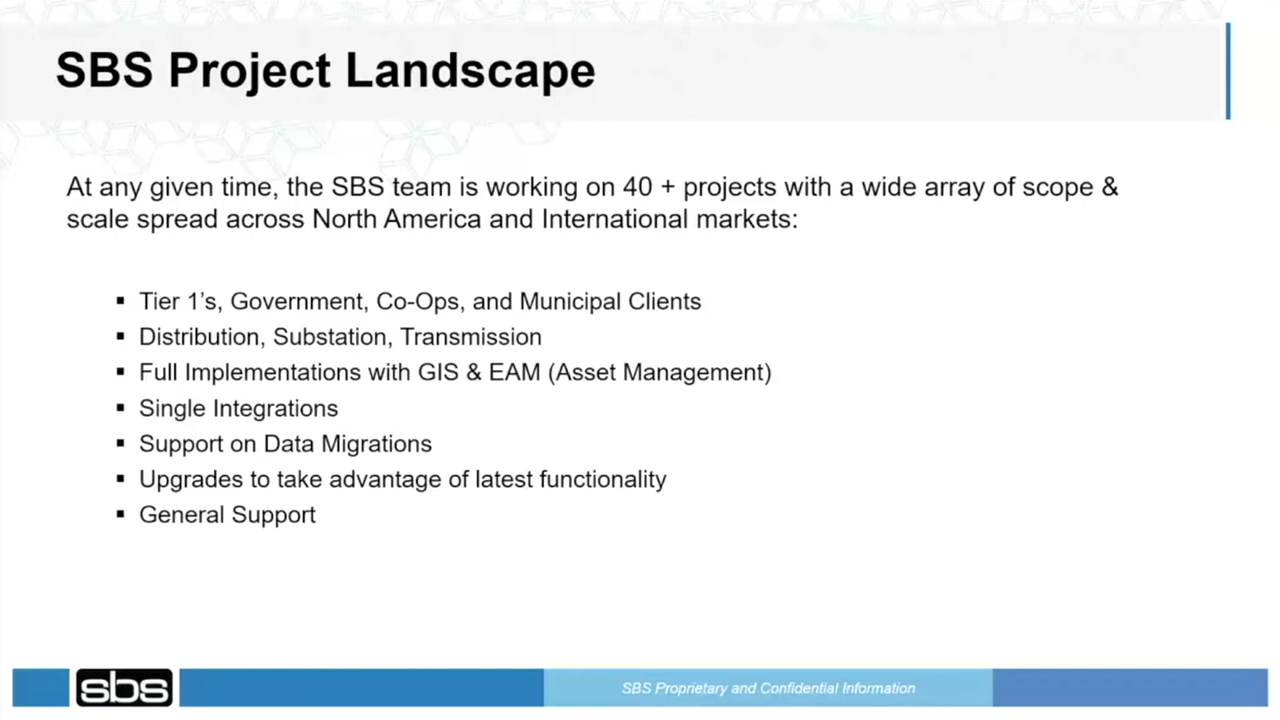 SBS Project Landscape
At any given time, the SBS team is working on 40 + projects with a wide array of scope &
scale spread across North America and International markets:
▪ Tier 1’s, Government, Co-Ops, and Municipal Clients
▪ Distribution, Substation, Transmission
▪ Full Implementations with GIS & EAM (Asset Management)
▪ Single Integrations
▪ Support on Data Migrations
▪ Upgrades to take advantage of latest functionality
▪ General Support
sbs
SBS Proprietary and Confidential Information